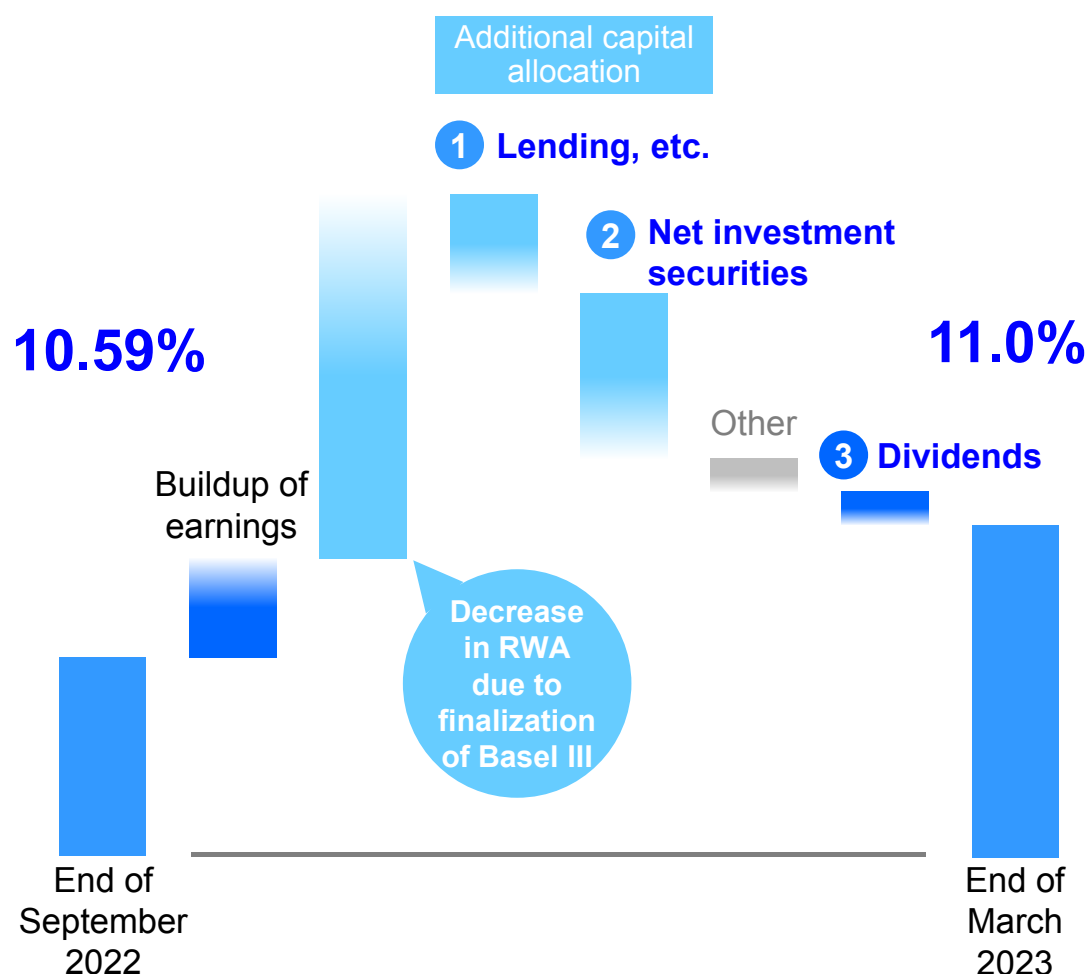 Additional capital
allocation
1 Lending, etc.
2 Net investment
securities
10.59%
11.0%
Other
3 Dividends
Buildup of
earnings
Decrease
in RWA
due to
finalization
of Basel III
End of
September
2022
End of
March
2023